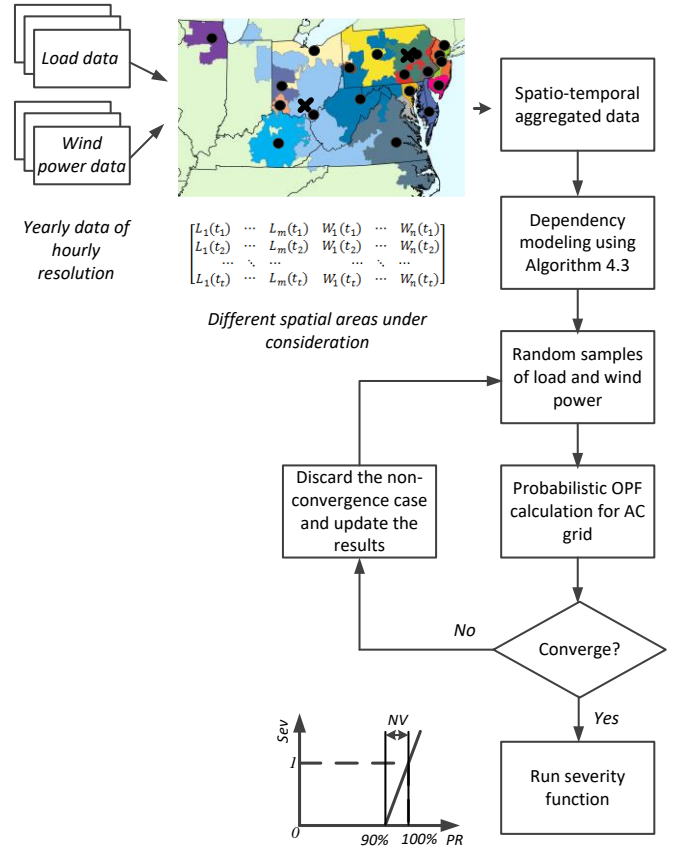 Load data
Wind
power data
Yearly data of
hourly
resolution
L₁(t₁) ⋯ Lₘ(t₁) W₁(t₁) ⋯ Wₙ(t₁)
L₁(t₂) ⋯ Lₘ(t₂) W₁(t₂) ⋯ Wₙ(t₂)
⋯ ⋱ ⋯ ⋯ ⋱ ⋯
L₁(tₜ) ⋯ Lₘ(tₜ) W₁(tₜ) ⋯ Wₙ(tₜ)
Different spatial areas under
consideration
Spatio-temporal
aggregated data
Dependency
modeling using
Algorithm 4.3
Random samples
of load and wind
power
Discard the non-
convergence case
and update the
results
Probabilistic OPF
calculation for AC
grid
No
Converge?
Yes
Run severity
function
Sev
NV
1
0
90%
100%
PR